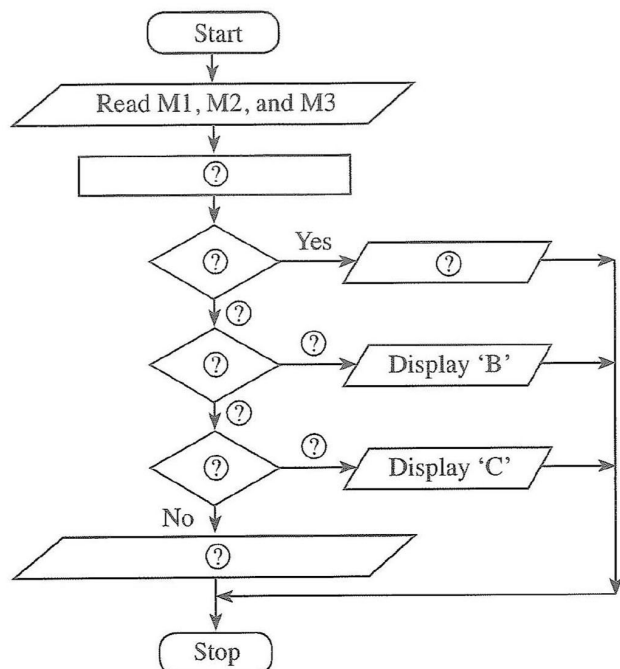 Start
Read M1, M2, and M3
?
? Yes ?
?
? ? Display 'B'
?
? ? Display 'C'
No
?
Stop